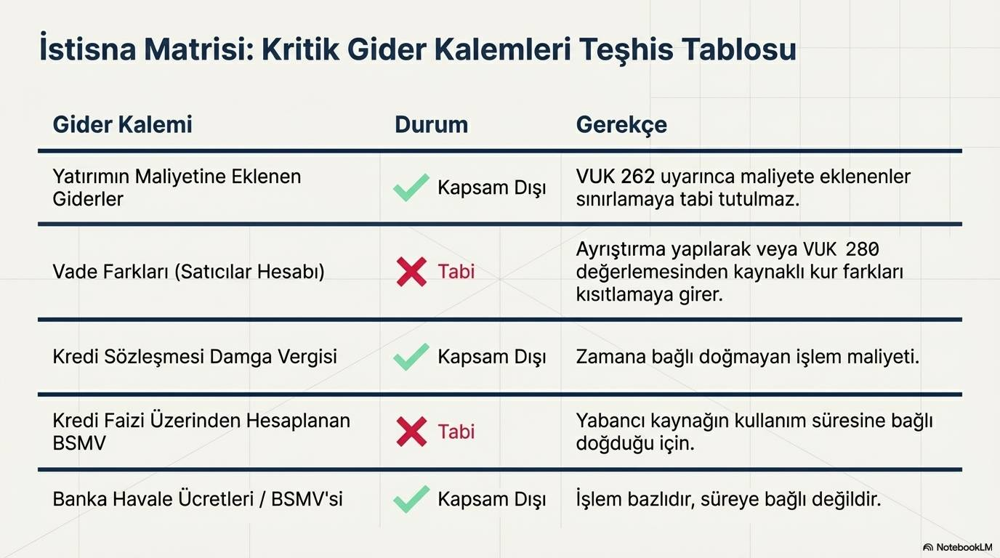 İstisna Matrisi: Kritik Gider Kalemleri Teşhis Tablosu
Gider Kalemi
Durum
Gerekçe
Yatırımın Maliyetine Eklenen
Giderler
Kapsam Dışı
VUK 262 uyarınca maliyete eklenenler
sınırlamaya tabi tutulmaz.
Vade Farkları (Satıcılar Hesabı)
Tabi
Ayrıştırma yapılarak veya VUK 280
değerlemesinden kaynaklı kur farkları
kısıtlamaya girer.
Kredi Sözleşmesi Damga Vergisi
Kapsam Dışı
Zamana bağlı doğmayan işlem maliyeti.
Kredi Faizi Üzerinden Hesaplanan
BSMV
Tabi
Yabancı kaynağın kullanım süresine bağlı
doğduğu için.
Banka Havale Ücretleri / BSMV'si
Kapsam Dışı
İşlem bazlıdır, süreye bağlı değildir.
NotebookLM